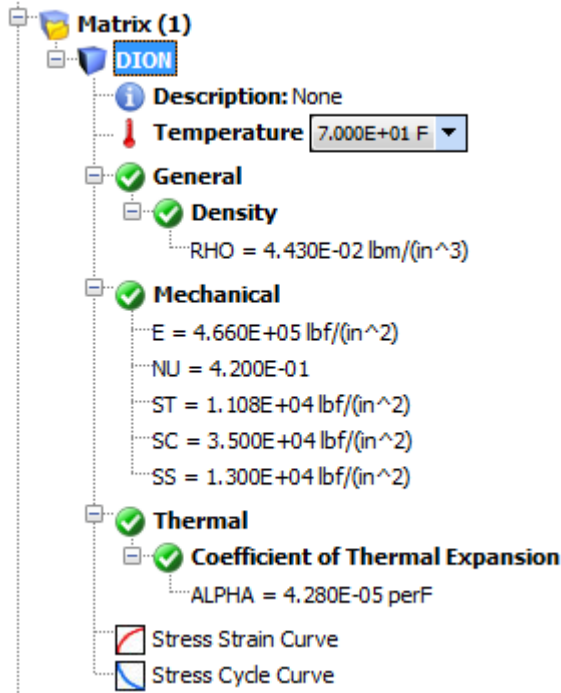 Matrix (1)
DION
Description: None
Temperature 7.000E+01 F
General
Density
RHO = 4.430E-02 lbm/(in^3)
Mechanical
E = 4.660E+05 lbf/(in^2)
NU = 4.200E-01
ST = 1.108E+04 lbf/(in^2)
SC = 3.500E+04 lbf/(in^2)
SS = 1.300E+04 lbf/(in^2)
Thermal
Coefficient of Thermal Expansion
ALPHA = 4.280E-05 perF
Stress Strain Curve
Stress Cycle Curve